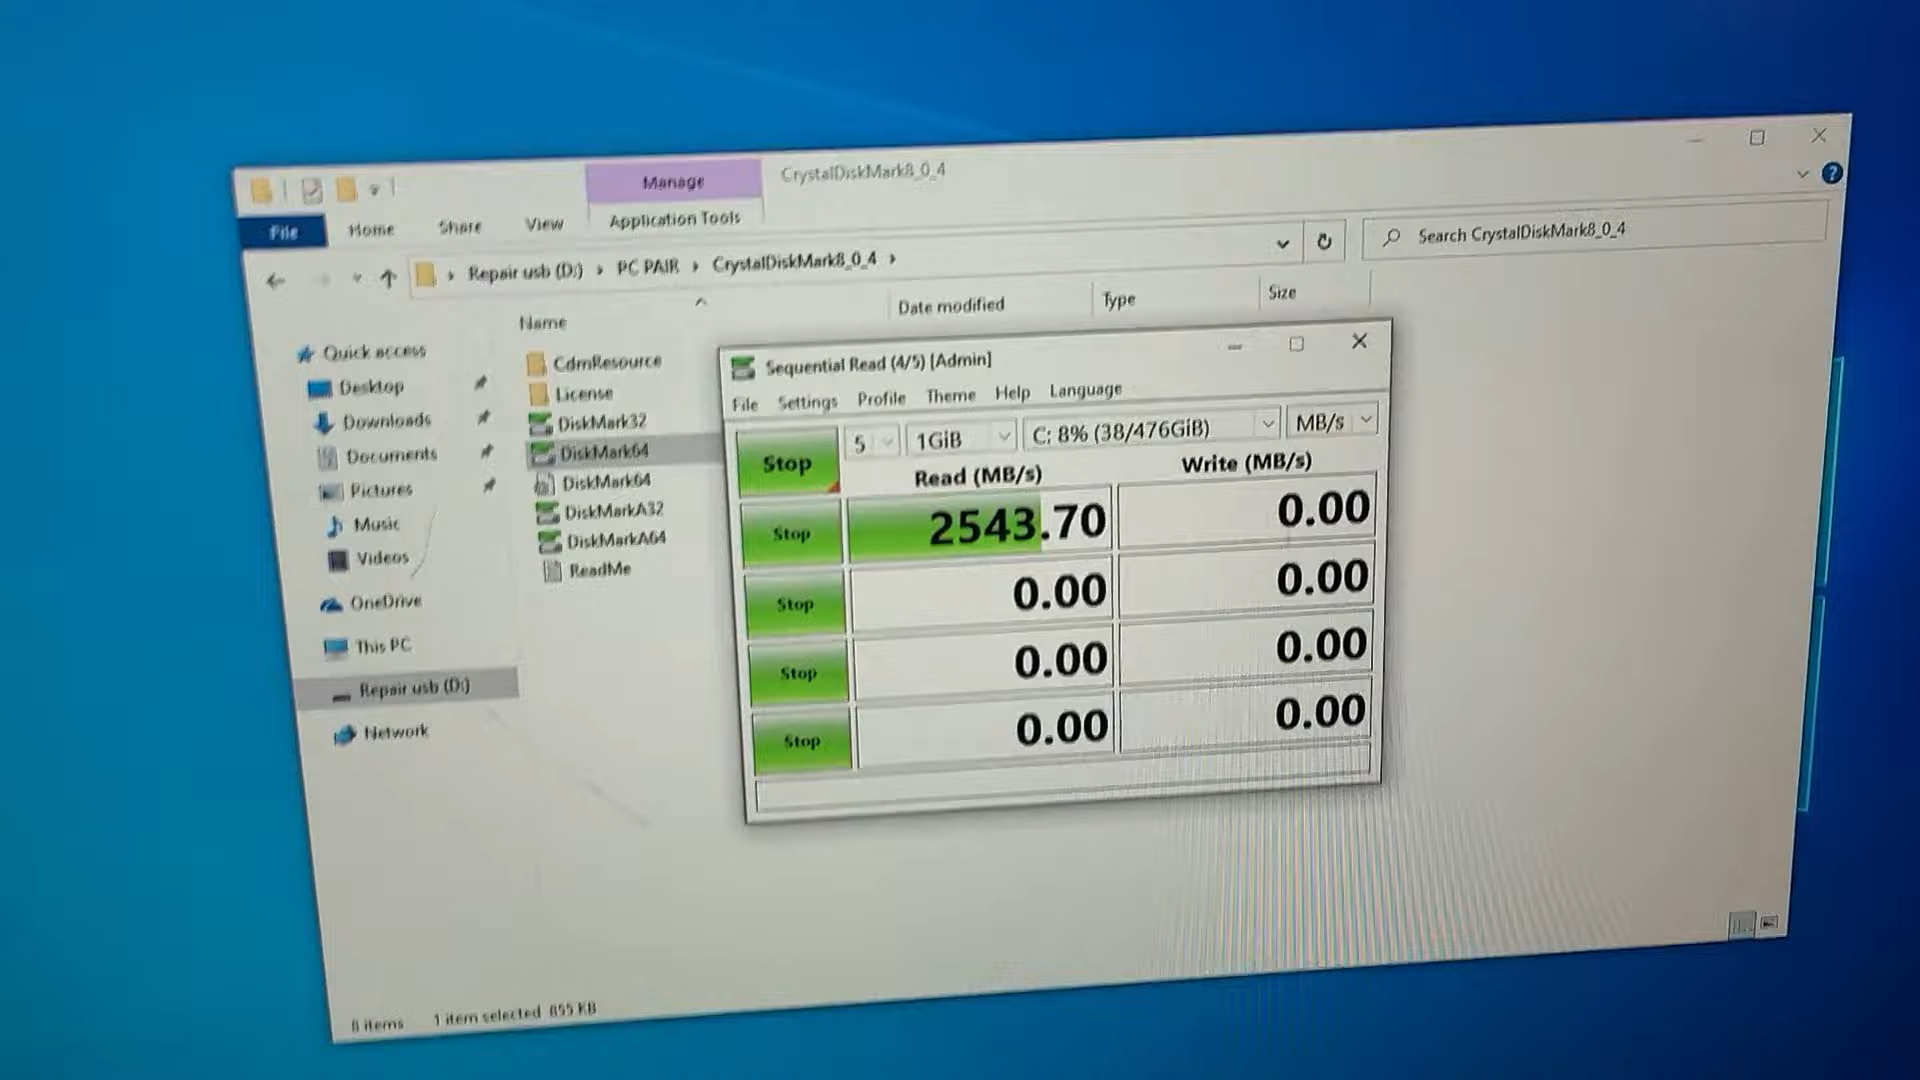 Manage
CrystalDiskMark8_0_4
File
Home
Share
View
Application Tools
Repair usb (D:)
PC PAIR
CrystalDiskMark8_0_4
Search CrystalDiskMark8_0_4
Name
Date modified
Type
Size
Quick access
Desktop
Downloads
Documents
Pictures
Music
Videos
OneDrive
This PC
Repair usb (D:)
Network
CdmResource
License
DiskMark32
DiskMark64
DiskMark64
DiskMarkA32
DiskMarkA64
ReadMe
Sequential Read (4/5) [Admin]
File Settings Profile Theme Help Language
Stop
5
1GiB
C: 8% (38/476GiB)
MB/s
Read (MB/s)
Write (MB/s)
Stop
2543.70
0.00
Stop
0.00
0.00
Stop
0.00
0.00
Stop
0.00
0.00
8 items
1 item selected 855 KB